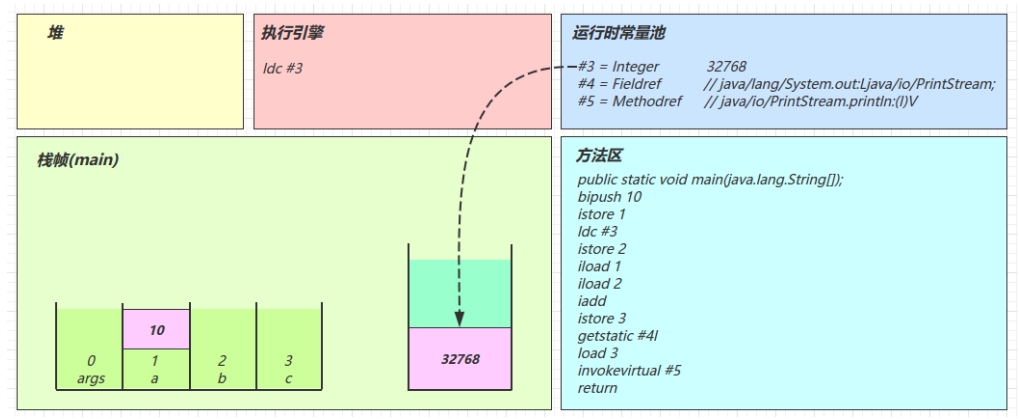 堆
执行引擎
ldc #3
运行时常量池
#3 = Integer 32768
#4 = Fieldref // java/lang/System.out:Ljava/io/PrintStream;
#5 = Methodref // java/io/PrintStream.println:(I)V
栈帧(main)
10
0 1 2 3
args a b c
32768
方法区
public static void main(java.lang.String[]);
bipush 10
istore 1
ldc #3
istore 2
iload 1
iload 2
iadd
istore 3
getstatic #4I
load 3
invokevirtual #5
return